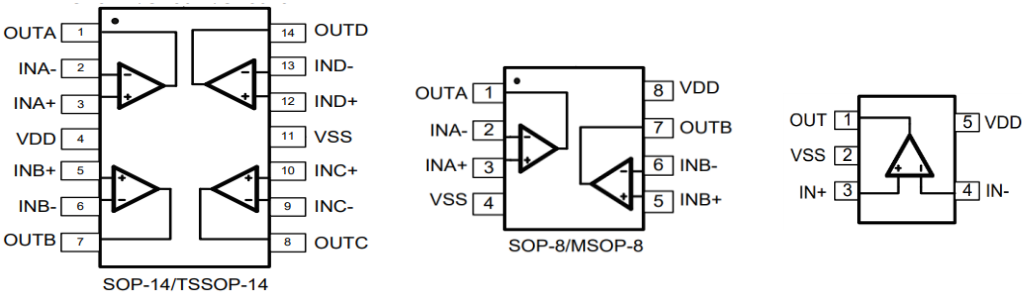 OUTA 1 14 OUTD
INA- 2 - - 13 IND-
INA+ 3 + + 12 IND+
VDD 4 11 VSS
INB+ 5 + + 10 INC+
INB- 6 - - 9 INC-
OUTB 7 8 OUTC
SOP-14/TSSOP-14
OUTA 1 8 VDD
INA- 2 - 7 OUTB
INA+ 3 + - 6 INB-
VSS 4 + 5 INB+
SOP-8/MSOP-8
OUT 1 5 VDD
VSS 2
IN+ 3 + - 4 IN-